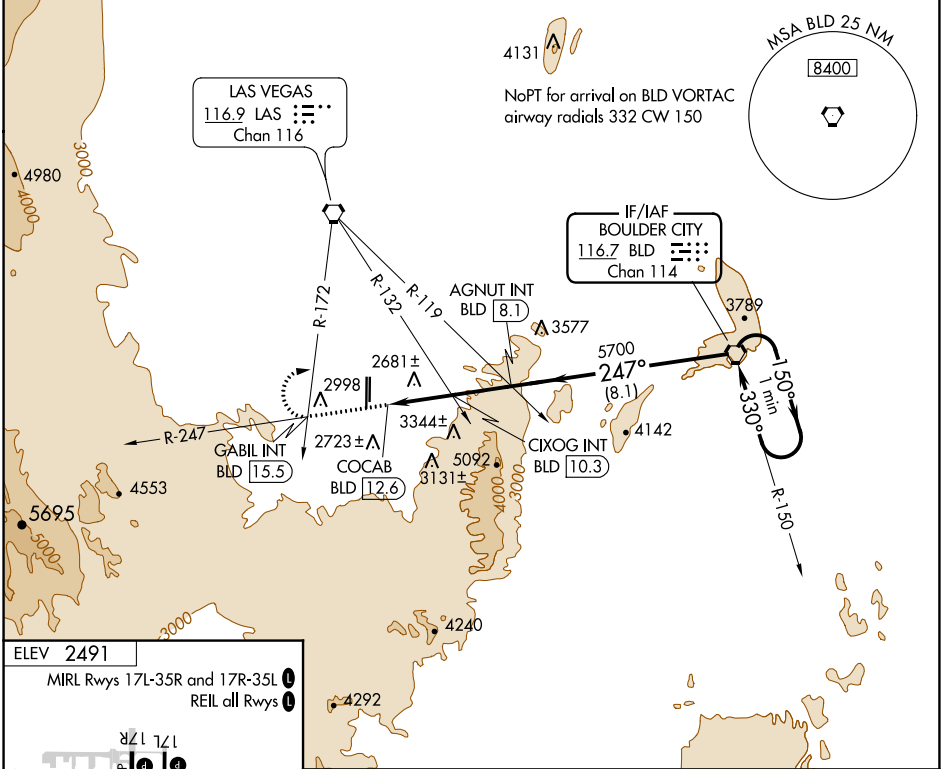 MSA BLD 25 NM
8400
4131
NoPT for arrival on BLD VORTAC
airway radials 332 CW 150
LAS VEGAS
116.9 LAS
Chan 116
3000
4980
4000
IF/IAF
BOULDER CITY
116.7 BLD
Chan 114
R-172
R-132
R-119
AGNUT INT
BLD 8.1
3577
3789
5700
247°
(8.1)
150°
1 min
330°
2681±
2998
3344±
4142
R-247
GABIL INT
BLD 15.5
2723±
COCAB
BLD 12.6
3131±
5092
4000
3000
CIXOG INT
BLD 10.3
R-150
4553
5695
5000
3000
4240
4292
ELEV 2491
MIRL Rwys 17L-35R and 17R-35L L
REIL all Rwys L
17R 17L
P
P